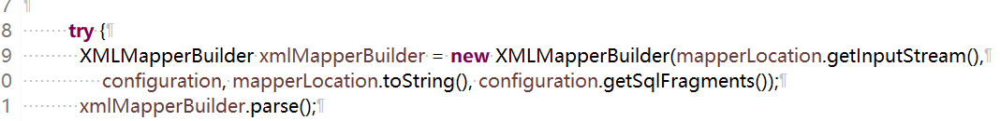 7
8 try {
9 XMLMapperBuilder xmlMapperBuilder = new XMLMapperBuilder(mapperLocation.getInputStream(),
0 configuration, mapperLocation.toString(), configuration.getSqlFragments());
1 xmlMapperBuilder.parse();